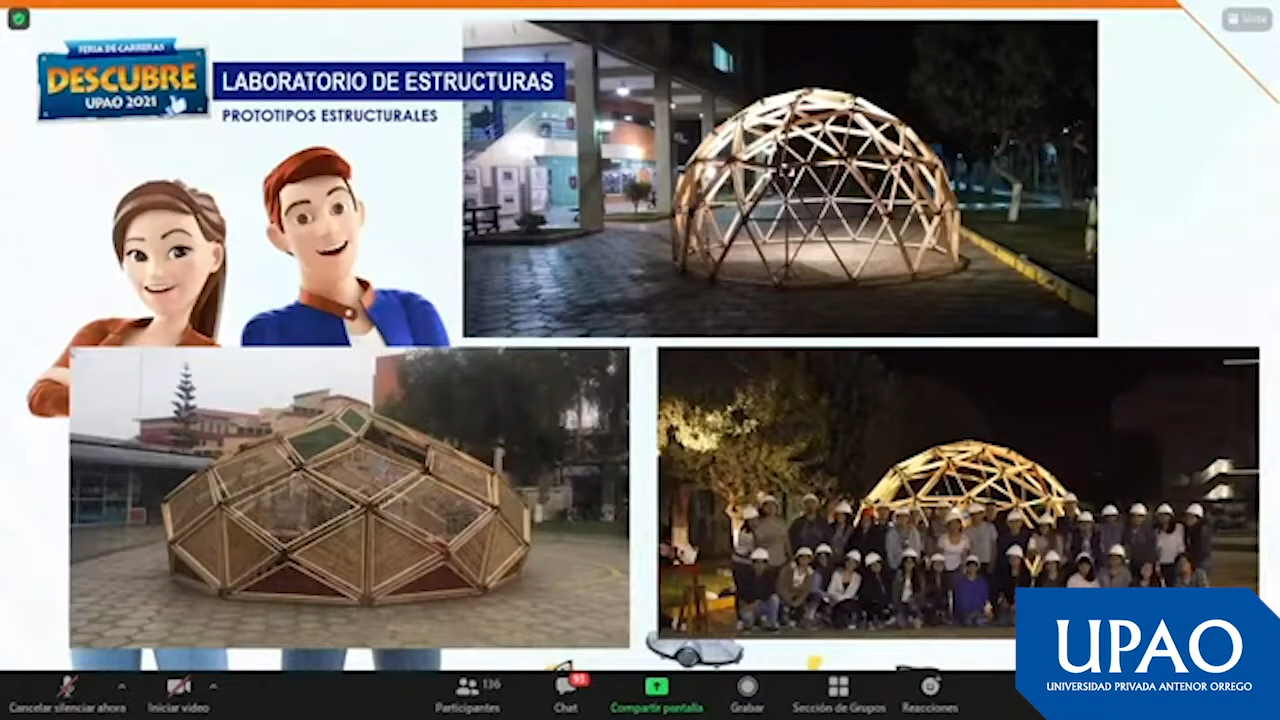 FERIA DE CARRERAS
DESCUBRE
UPAO 2021
LABORATORIO DE ESTRUCTURAS
PROTOTIPOS ESTRUCTURALES
Vista
UPAO
UNIVERSIDAD PRIVADA ANTENOR ORREGO
Cancelar silenciar ahora
Iniciar video
136
Participantes
93
Chat
Compartir pantalla
Grabar
Sección de Grupos
Reacciones